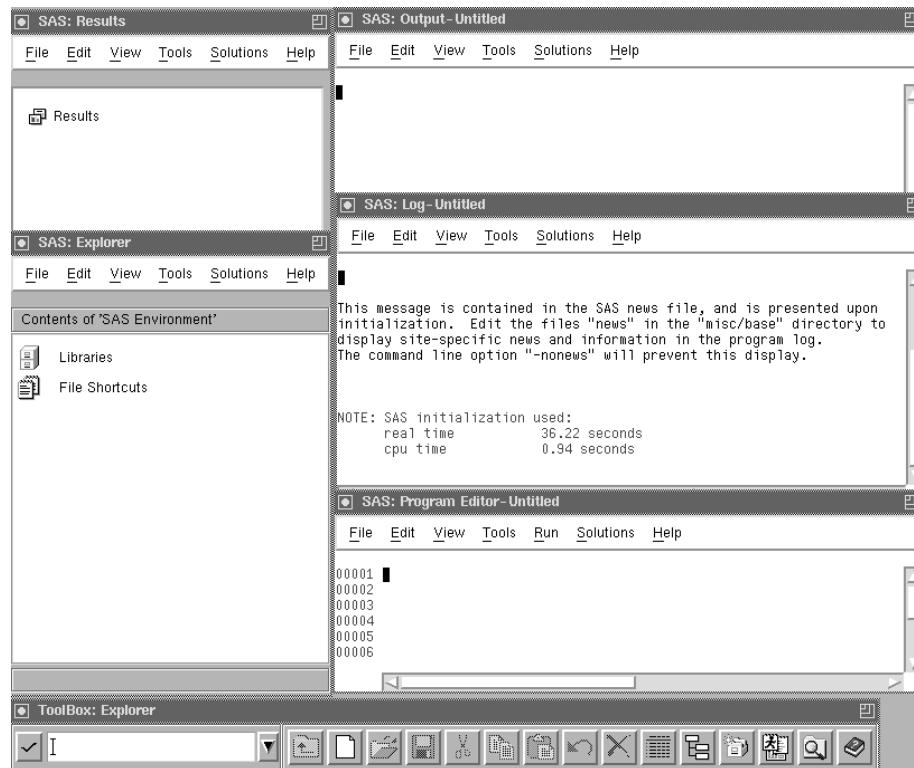 SAS: Results
File Edit View Tools Solutions Help
Results
SAS: Explorer
File Edit View Tools Solutions Help
Contents of 'SAS Environment'
Libraries
File Shortcuts
SAS: Output-Untitled
File Edit View Tools Solutions Help
SAS: Log-Untitled
File Edit View Tools Solutions Help
This message is contained in the SAS news file, and is presented upon
initialization.  Edit the files "news" in the "misc/base" directory to
display site-specific news and information in the program log.
The command line option "-nonews" will prevent this display.
NOTE: SAS initialization used:
real time 36.22 seconds
cpu time 0.94 seconds
SAS: Program Editor-Untitled
File Edit View Tools Run Solutions Help
00001
00002
00003
00004
00005
00006
ToolBox: Explorer